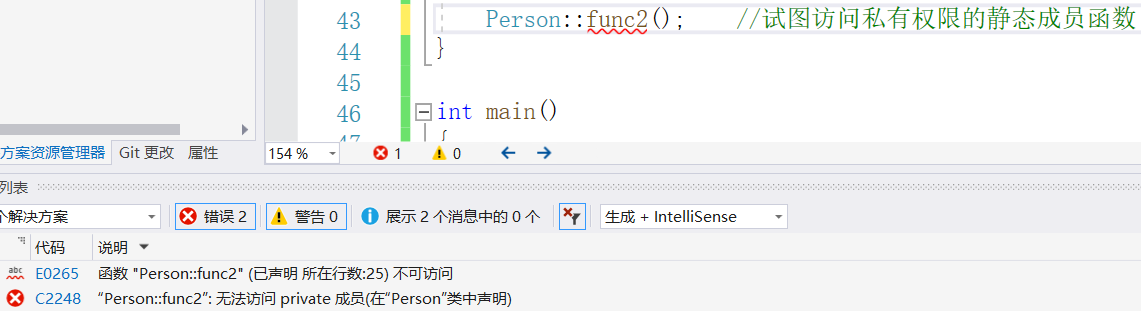 43 Person::func2(); //试图访问私有权限的静态成员函数
44 }
45
46 int main()
47 {
方案资源管理器 Git 更改 属性 154 % 1 0
列表
个解决方案 错误 2 警告 0 展示 2 个消息中的 0 个 生成 + IntelliSense
代码 说明
abc E0265 函数 "Person::func2" (已声明 所在行数:25) 不可访问
C2248 “Person::func2”: 无法访问 private 成员(在“Person”类中声明)